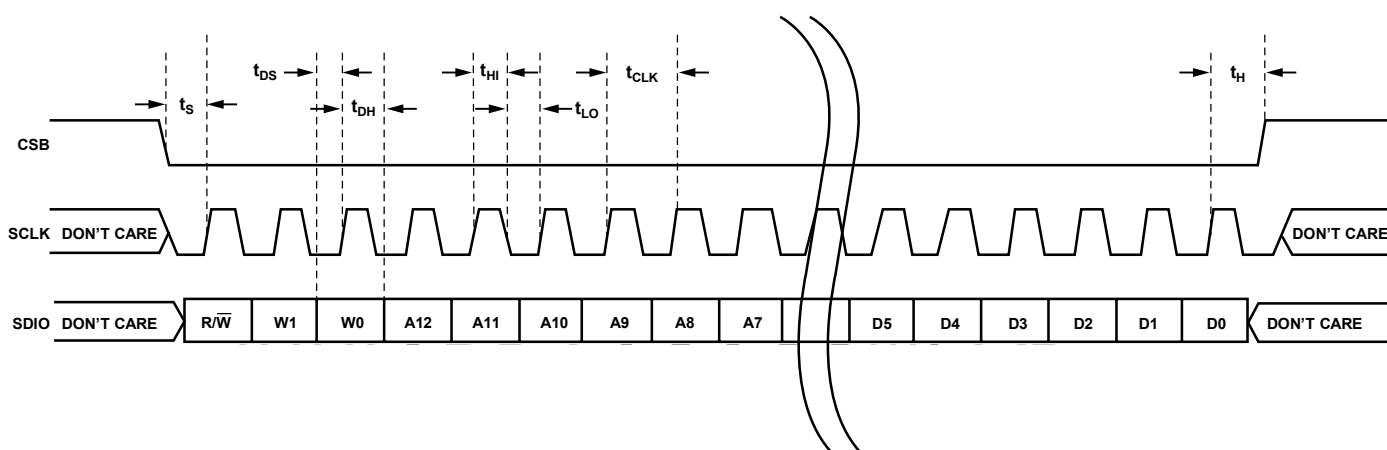 tDS
tHI
tCLK
tH
tS
tDH
tLO
CSB
SCLK DON'T CARE
DON'T CARE
SDIO DON'T CARE
R/W̅ W1 W0 A12 A11 A10 A9 A8 A7 D5 D4 D3 D2 D1 D0
DON'T CARE